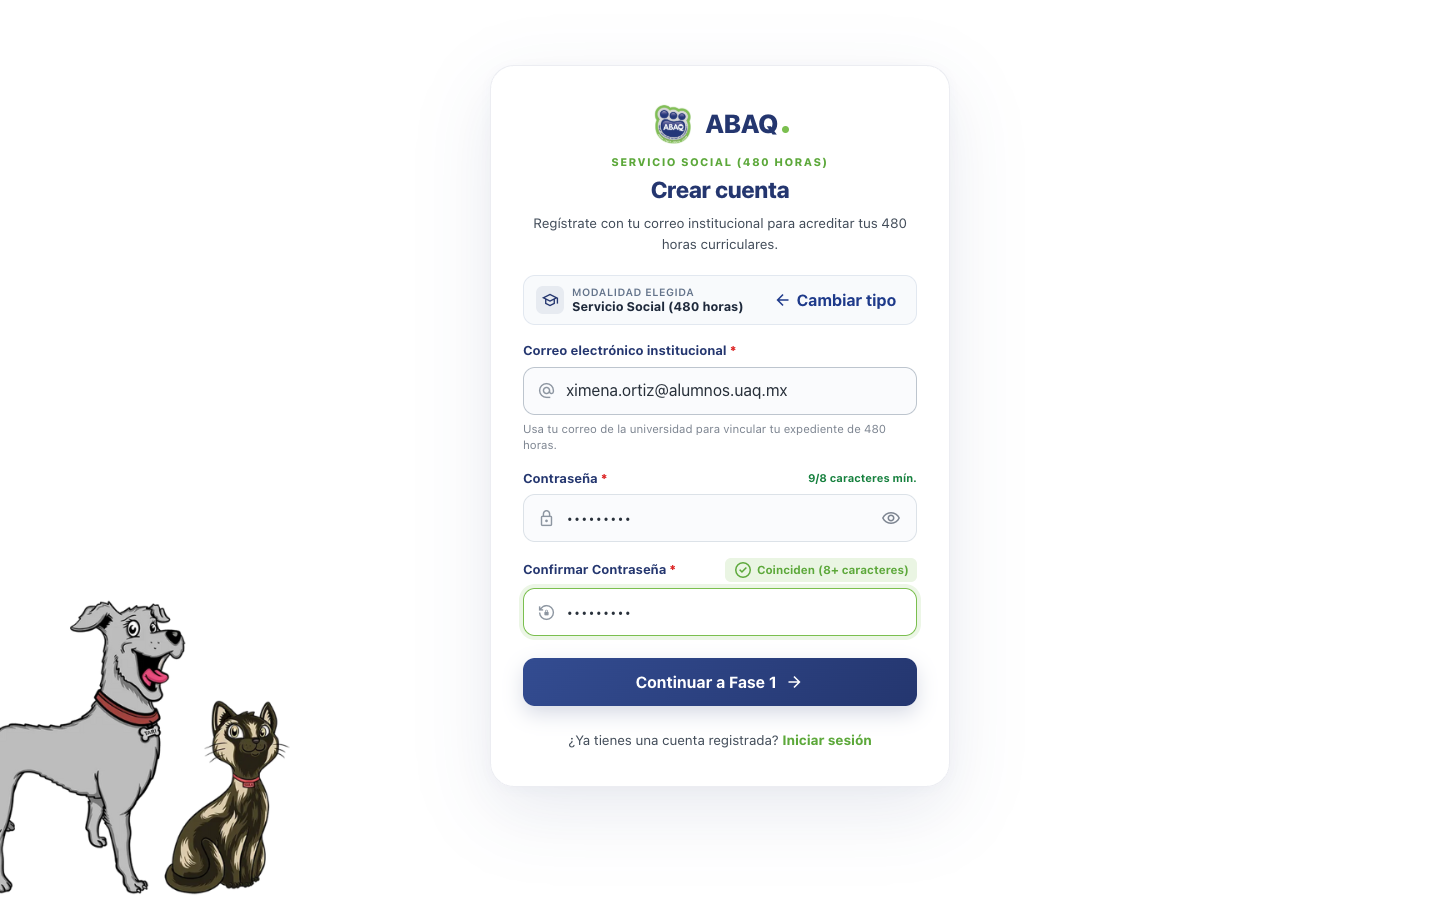 ABAQ
ABAQ.
SERVICIO SOCIAL (480 HORAS)
Crear cuenta
Regístrate con tu correo institucional para acreditar tus 480
horas curriculares.
MODALIDAD ELEGIDA
Servicio Social (480 horas)
← Cambiar tipo
Correo electrónico institucional *
ximena.ortiz@alumnos.uaq.mx
Usa tu correo de la universidad para vincular tu expediente de 480
horas.
Contraseña *
9/8 caracteres mín.
•••••••••
Confirmar Contraseña *
Coinciden (8+ caracteres)
•••••••••
Continuar a Fase 1 →
¿Ya tienes una cuenta registrada? Iniciar sesión